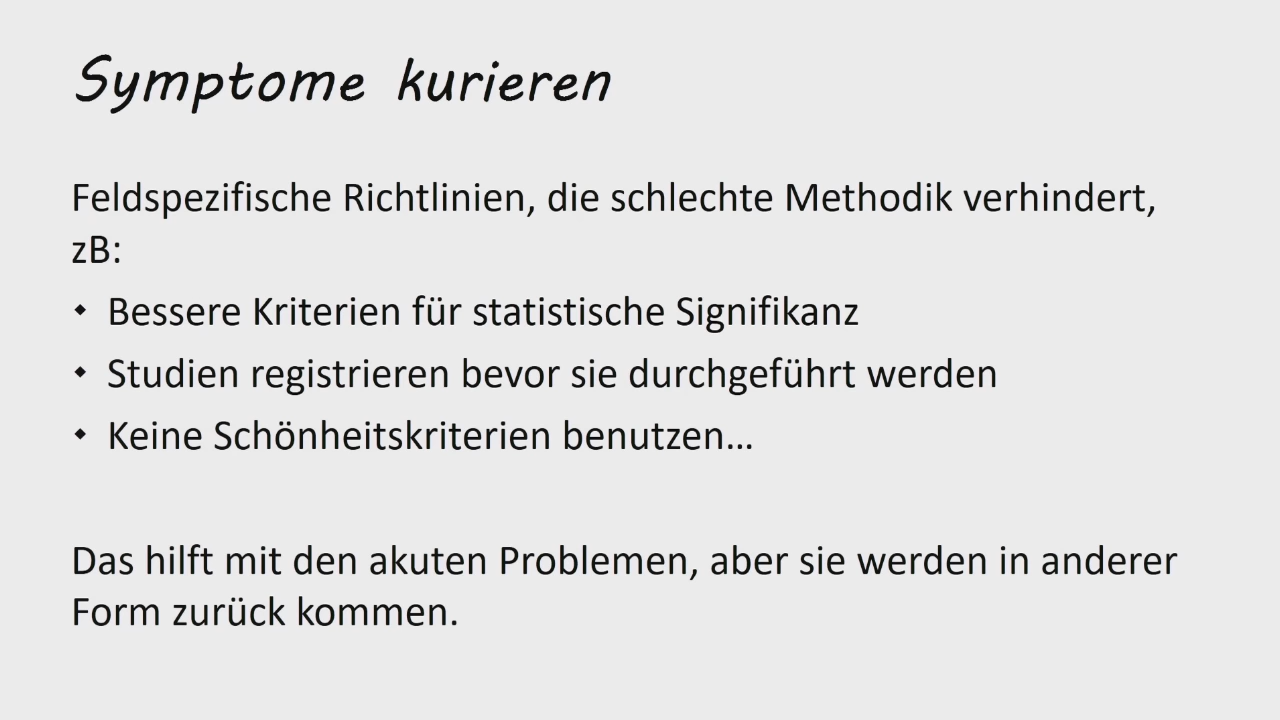 Symptome kurieren
Feldspezifische Richtlinien, die schlechte Methodik verhindert,
zB:
• Bessere Kriterien für statistische Signifikanz
• Studien registrieren bevor sie durchgeführt werden
• Keine Schönheitskriterien benutzen…
Das hilft mit den akuten Problemen, aber sie werden in anderer
Form zurück kommen.